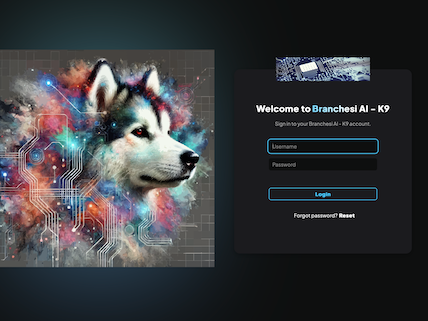 Welcome to Branchesi AI - K9
Sign in to your Branchesi AI - K9 account.
Username
Password
Login
Forgot password? Reset